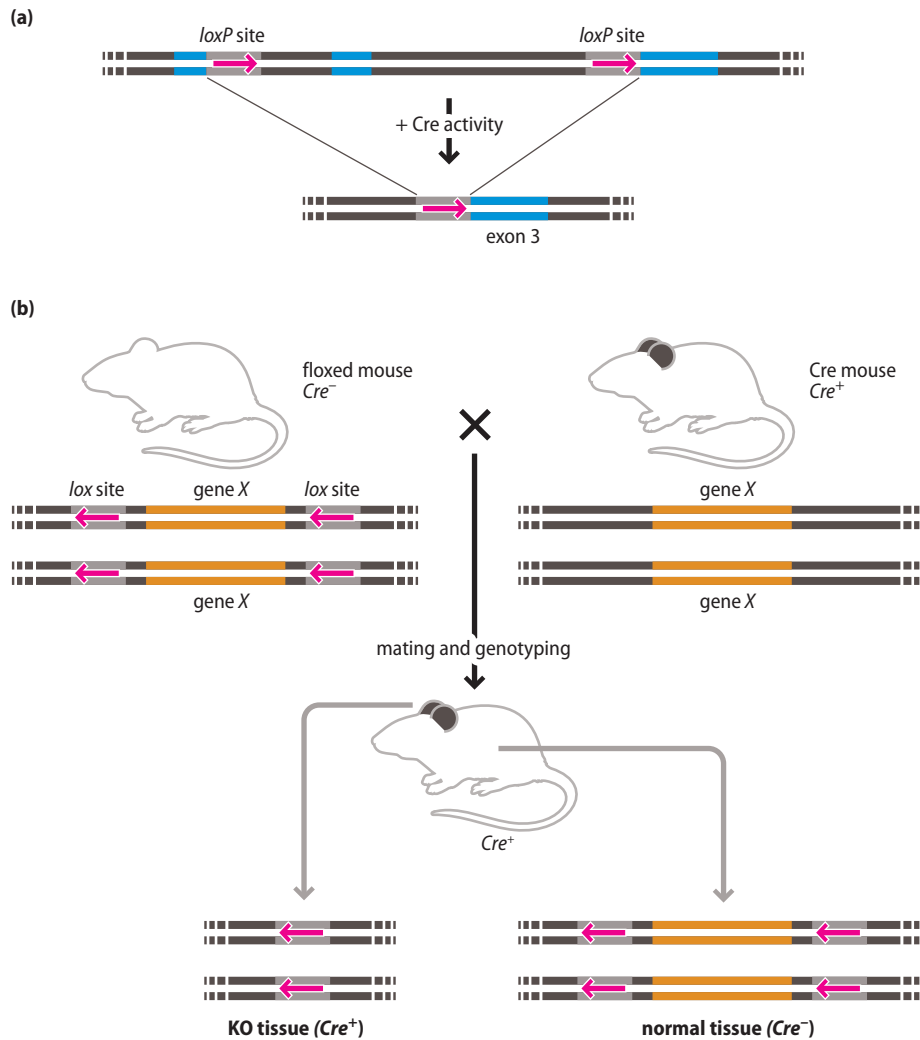 (a)
loxP site
loxP site
+ Cre activity
exon 3
(b)
floxed mouse
Cre⁻
Cre mouse
Cre⁺
lox site
gene X
lox site
gene X
gene X
gene X
mating and genotyping
Cre⁺
KO tissue (Cre⁺)
normal tissue (Cre⁻)